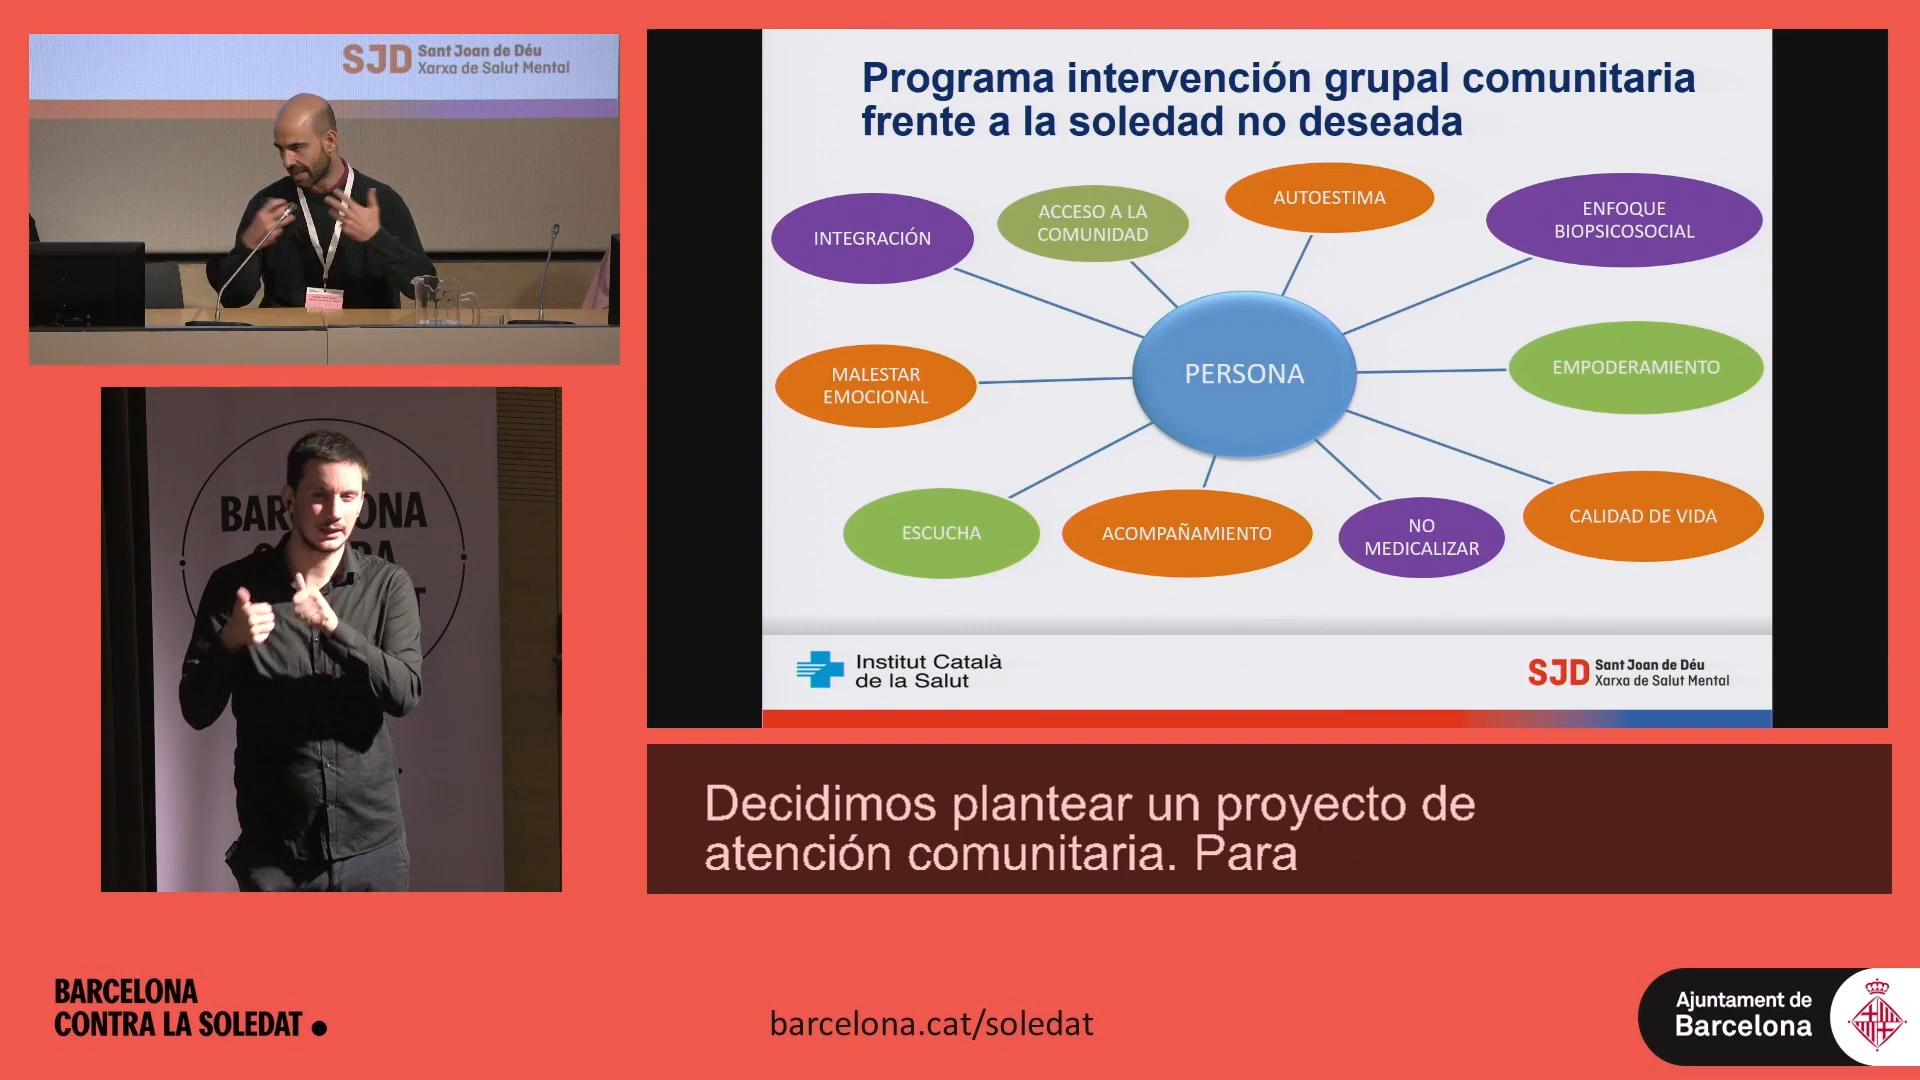 SJD Sant Joan de Déu
Xarxa de Salut Mental
Programa intervención grupal comunitaria
frente a la soledad no deseada
INTEGRACIÓN
ACCESO A LA
COMUNIDAD
AUTOESTIMA
ENFOQUE
BIOPSICOSOCIAL
MALESTAR
EMOCIONAL
PERSONA
EMPODERAMIENTO
ESCUCHA
ACOMPAÑAMIENTO
NO
MEDICALIZAR
CALIDAD DE VIDA
Institut Català
de la Salut
SJD Sant Joan de Déu
Xarxa de Salut Mental
Decidimos plantear un proyecto de
atención comunitaria. Para
BARCELONA
CONTRA LA SOLEDAT
barcelona.cat/soledat
Ajuntament de
Barcelona